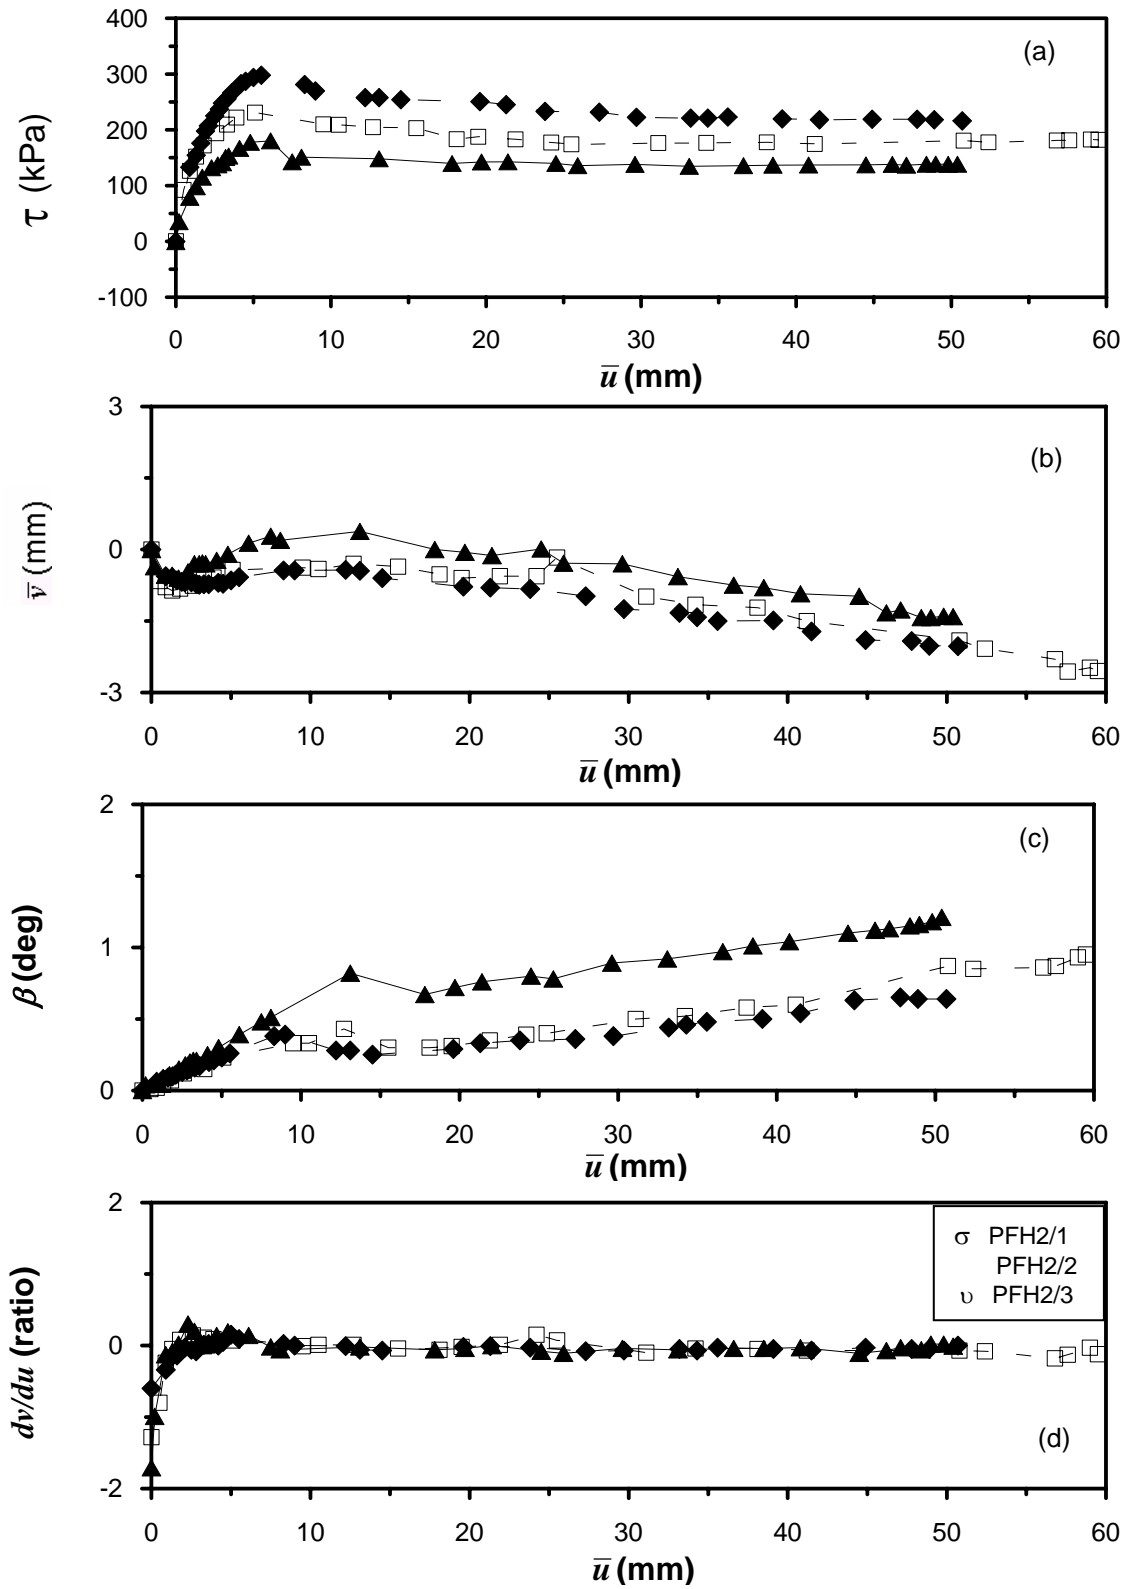 400
300
200
100
0
-100
τ (kPa)
(a)
0 10 20 30 40 50 60
u̅ (mm)
3
0
-3
v̅ (mm)
(b)
0 10 20 30 40 50 60
u̅ (mm)
2
1
0
β (deg)
(c)
0 10 20 30 40 50 60
u̅ (mm)
2
0
-2
dv/du (ratio)
σ PFH2/1
PFH2/2
υ PFH2/3
(d)
0 10 20 30 40 50 60
u̅ (mm)